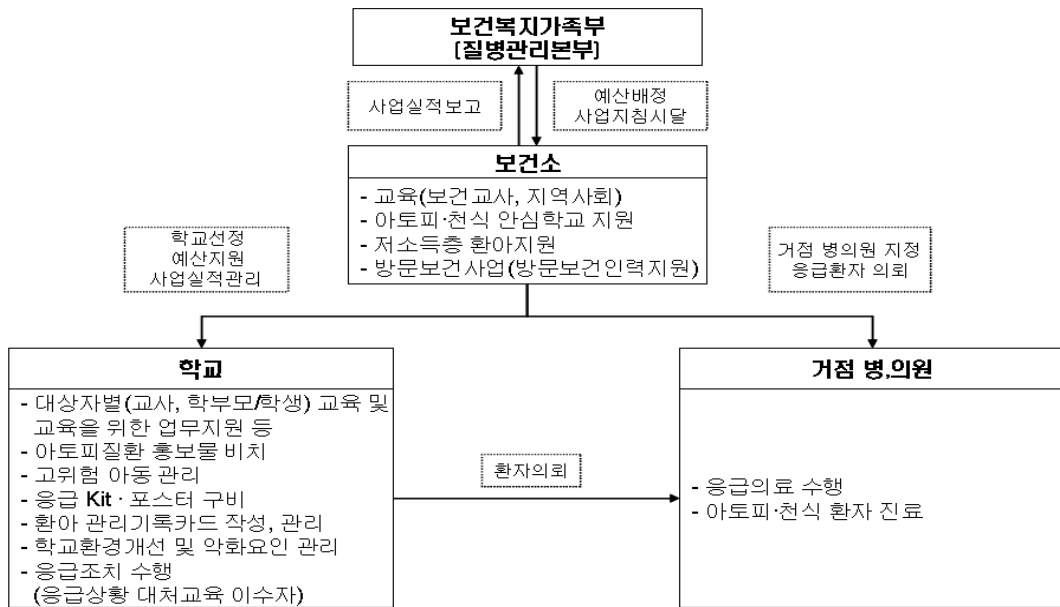 보건복지가족부
(질병관리본부)
사업실적보고
예산배정
사업지침시달
보건소
- 교육(보건교사, 지역사회)
- 아토피·천식 안심학교 지원
- 저소득층 환아지원
- 방문보건사업(방문보건인력지원)
학교선정
예산지원
사업실적관리
거점 병의원 지정
응급환자 의뢰
학교
- 대상자별(교사, 학부모/학생) 교육 및
교육을 위한 업무지원 등
- 아토피질환 홍보물 비치
- 고위험 아동 관리
- 응급 Kit · 포스터 구비
- 환아 관리기록카드 작성, 관리
- 학교환경개선 및 악화요인 관리
- 응급조치 수행
(응급상황 대처교육 이수자)
환자의뢰
거점 병,의원
- 응급의료 수행
- 아토피·천식 환자 진료